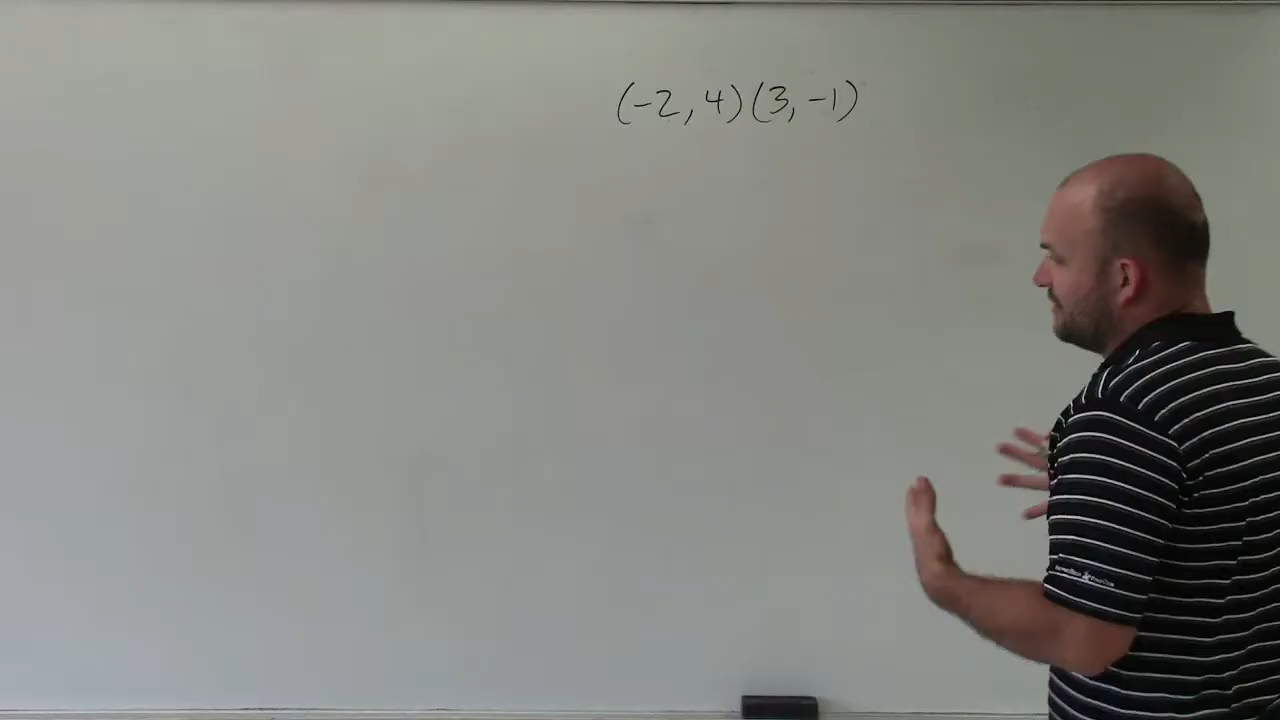 (-2, 4) (3, -1)